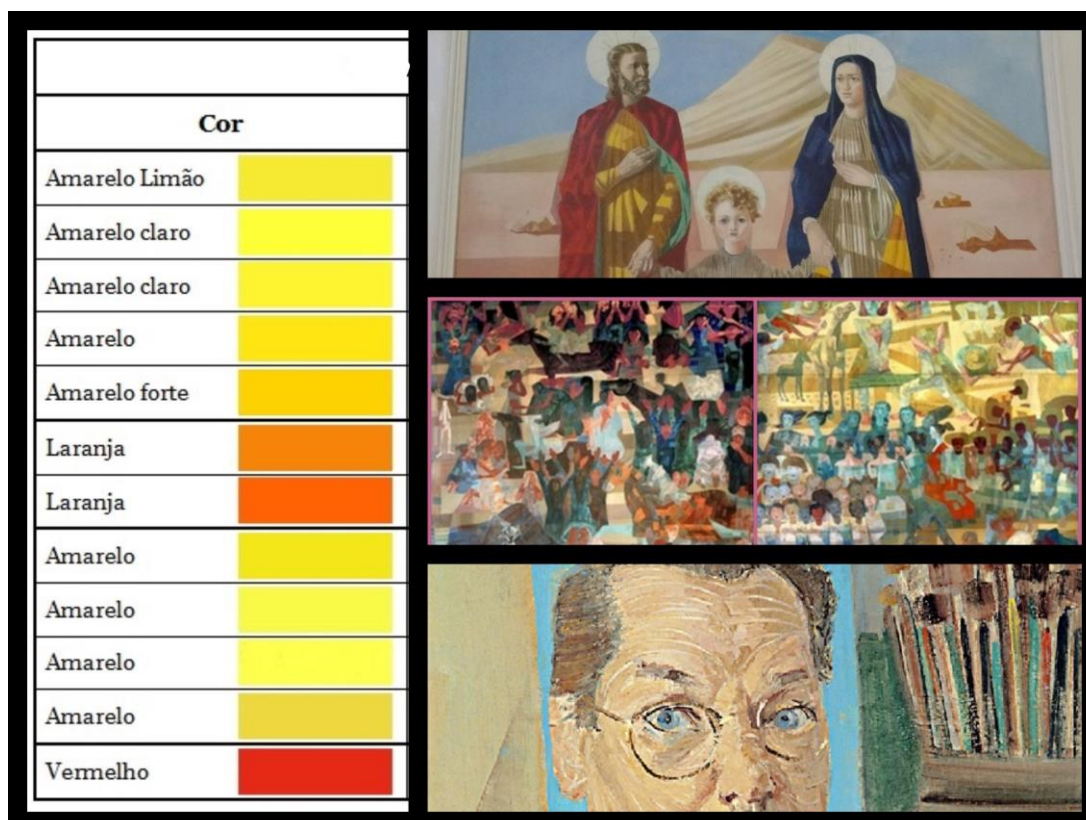 Cor
Amarelo Limão
Amarelo claro
Amarelo claro
Amarelo
Amarelo forte
Laranja
Laranja
Amarelo
Amarelo
Amarelo
Amarelo
Vermelho